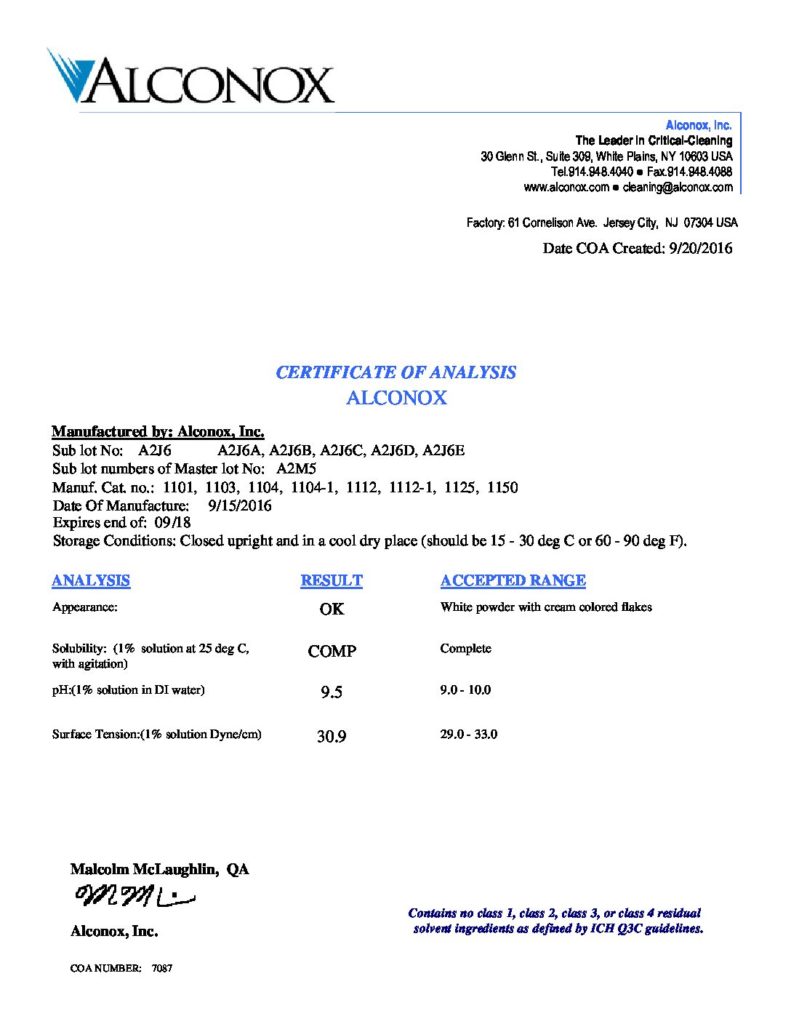 ALCONOX
Alconox, Inc.
The Leader in Critical-Cleaning
30 Glenn St., Suite 309, White Plains, NY 10603 USA
Tel.914.948.4040 ● Fax.914.948.4088
www.alconox.com ● cleaning@alconox.com
Factory: 61 Cornelison Ave. Jersey City, NJ 07304 USA
Date COA Created: 9/20/2016
CERTIFICATE OF ANALYSIS
ALCONOX
Manufactured by: Alconox, Inc.
Sub lot No: A2J6 A2J6A, A2J6B, A2J6C, A2J6D, A2J6E
Sub lot numbers of Master lot No: A2M5
Manuf. Cat. no.: 1101, 1103, 1104, 1104-1, 1112, 1112-1, 1125, 1150
Date Of Manufacture: 9/15/2016
Expires end of: 09/18
Storage Conditions: Closed upright and in a cool dry place (should be 15 - 30 deg C or 60 - 90 deg F).
ANALYSIS RESULT ACCEPTED RANGE
Appearance: OK White powder with cream colored flakes
Solubility: (1% solution at 25 deg C, COMP Complete
with agitation)
pH:(1% solution in DI water) 9.5 9.0 - 10.0
Surface Tension:(1% solution Dyne/cm) 30.9 29.0 - 33.0
Malcolm McLaughlin, QA
Alconox, Inc.
Contains no class 1, class 2, class 3, or class 4 residual
solvent ingredients as defined by ICH Q3C guidelines.
COA NUMBER: 7087